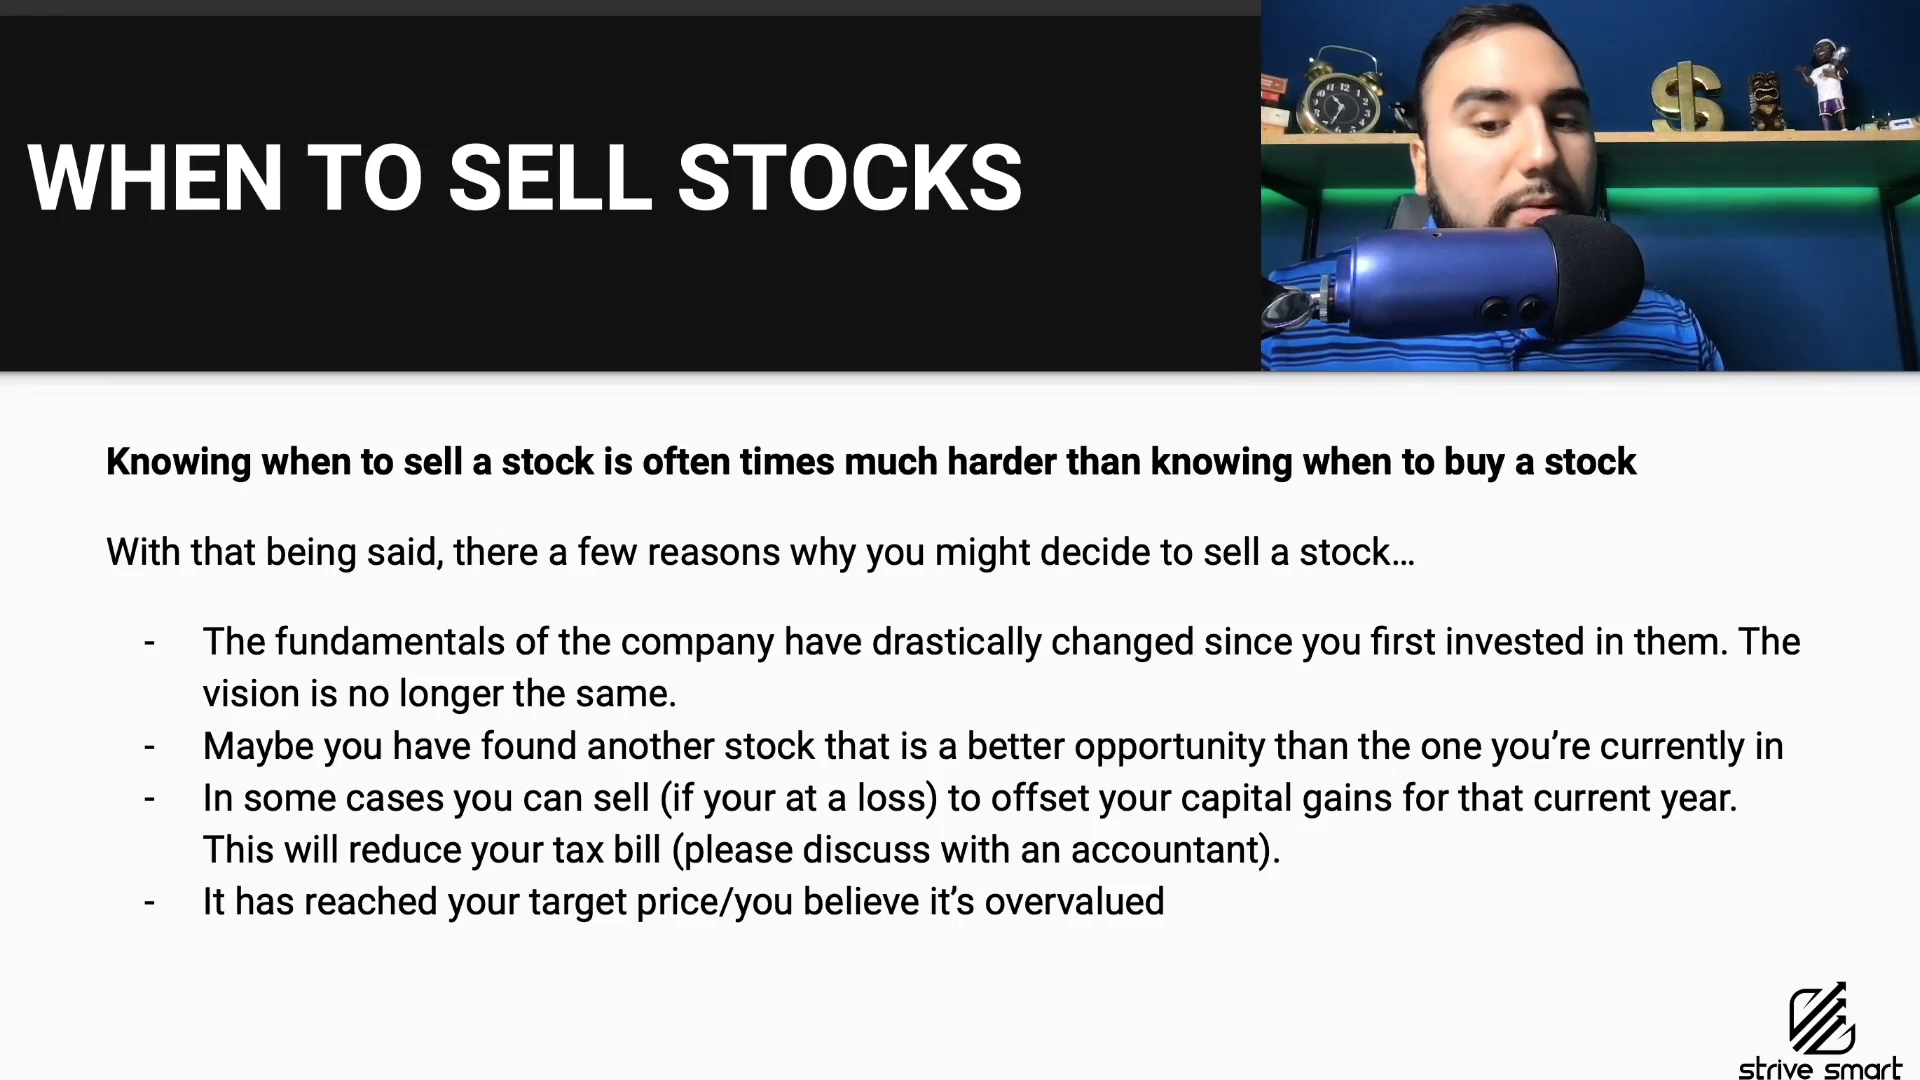 WHEN TO SELL STOCKS
Knowing when to sell a stock is often times much harder than knowing when to buy a stock
With that being said, there a few reasons why you might decide to sell a stock...
- The fundamentals of the company have drastically changed since you first invested in them. The
vision is no longer the same.
- Maybe you have found another stock that is a better opportunity than the one you’re currently in
- In some cases you can sell (if your at a loss) to offset your capital gains for that current year.
This will reduce your tax bill (please discuss with an accountant).
- It has reached your target price/you believe it’s overvalued
strive smart